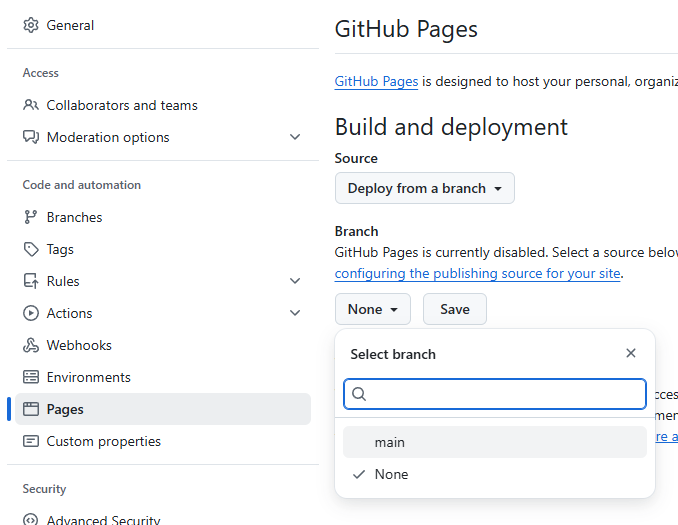 General
Access
Collaborators and teams
Moderation options
Code and automation
Branches
Tags
Rules
Actions
Webhooks
Environments
Pages
Custom properties
Security
Advanced Security
GitHub Pages
GitHub Pages is designed to host your personal,
Build and deployment
Source
Deploy from a branch
Branch
GitHub Pages is currently disabled. Select a source
configuring the publishing source for your site.
None
Save
Select branch
main
None